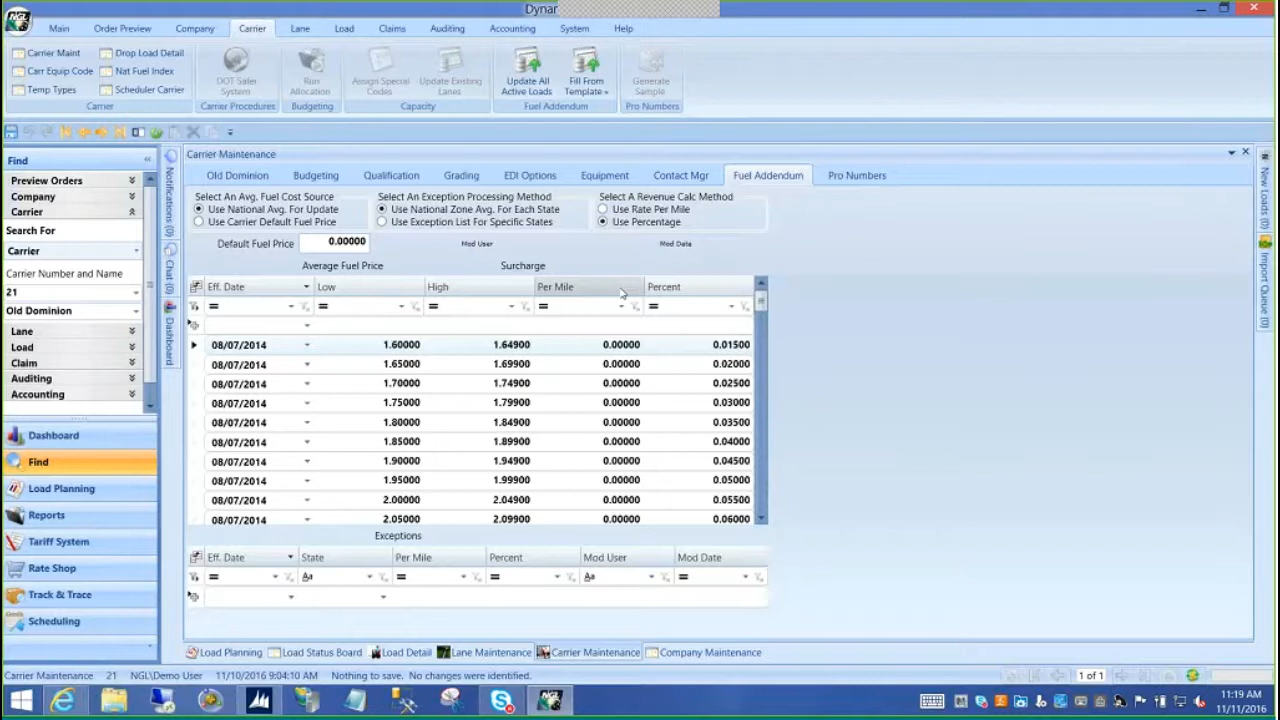 Dynar
NGL
Main Order Preview Company Carrier Lane Load Claims Auditing Accounting System Help
Carrier Maint
Carr Equip Code
Temp Types
Drop Load Detail
Nat Fuel Index
Scheduler Carrier
Carrier
DOT Safer
System
Carrier Procedures
Run
Allocation
Budgeting
Assign Special
Codes
Update Existing
Lanes
Capacity
Update All
Active Loads
Fill From
Template
Fuel Addendum
Generate
Sample
Pro Numbers
Find
Preview Orders
Company
Carrier
Search For
Carrier
Carrier Number and Name
21
Old Dominion
Lane
Load
Claim
Auditing
Accounting
Dashboard
Find
Load Planning
Reports
Tariff System
Rate Shop
Track & Trace
Scheduling
Notifications (0)
Chat (0)
Dashboard
Carrier Maintenance
Old Dominion Budgeting Qualification Grading EDI Options Equipment Contact Mgr Fuel Addendum Pro Numbers
Select An Avg. Fuel Cost Source
Use National Avg. For Update
Use Carrier Default Fuel Price
Select An Exception Processing Method
Use National Zone Avg. For Each State
Use Exception List For Specific States
Select A Revenue Calc Method
Use Rate Per Mile
Use Percentage
Default Fuel Price 0.00000 Mod User Mod Date
Average Fuel Price Surcharge
Eff. Date Low High Per Mile Percent
= = = = =
08/07/2014 1.60000 1.64900 0.00000 0.01500
08/07/2014 1.65000 1.69900 0.00000 0.02000
08/07/2014 1.70000 1.74900 0.00000 0.02500
08/07/2014 1.75000 1.79900 0.00000 0.03000
08/07/2014 1.80000 1.84900 0.00000 0.03500
08/07/2014 1.85000 1.89900 0.00000 0.04000
08/07/2014 1.90000 1.94900 0.00000 0.04500
08/07/2014 1.95000 1.99900 0.00000 0.05000
08/07/2014 2.00000 2.04900 0.00000 0.05500
08/07/2014 2.05000 2.09900 0.00000 0.06000
Exceptions
Eff. Date State Per Mile Percent Mod User Mod Date
= Aa = = Aa =
New Loads (0)
Import Queue (0)
Load Planning Load Status Board Load Detail Lane Maintenance Carrier Maintenance Company Maintenance
Carrier Maintenance 21 NGL\Demo User 11/10/2016 9:04:10 AM Nothing to save. No changes were identified. 1 of 1
NGL
11:19 AM
11/11/2016